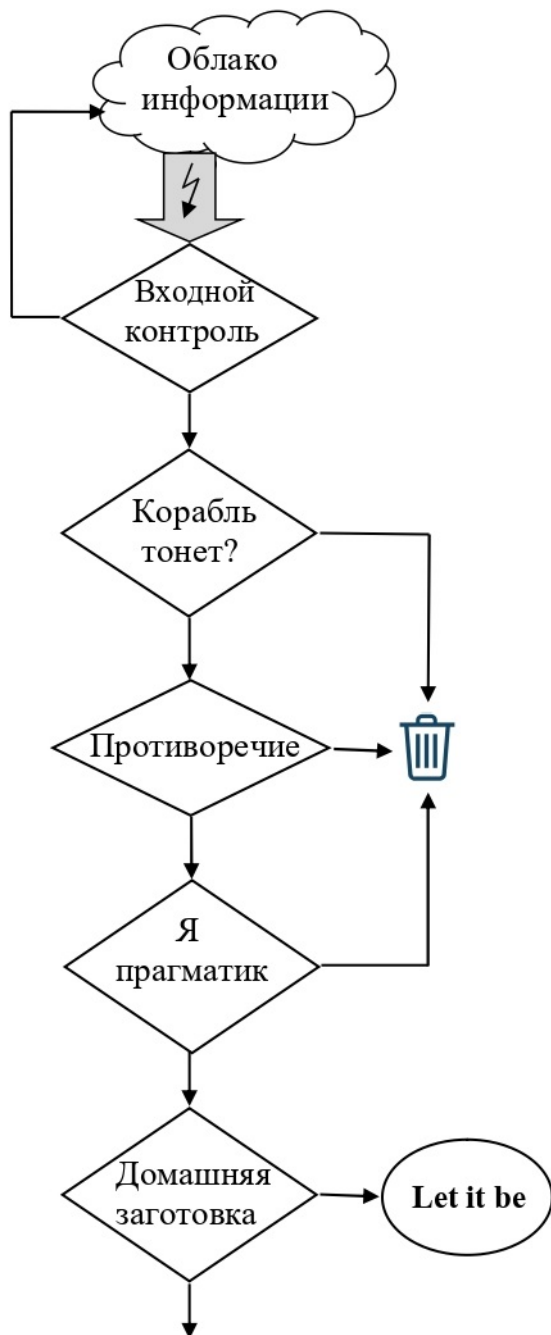 Облако
информации
Входной
контроль
Корабль
тонет?
Противоречие
Я
прагматик
Домашняя
заготовка
Let it be